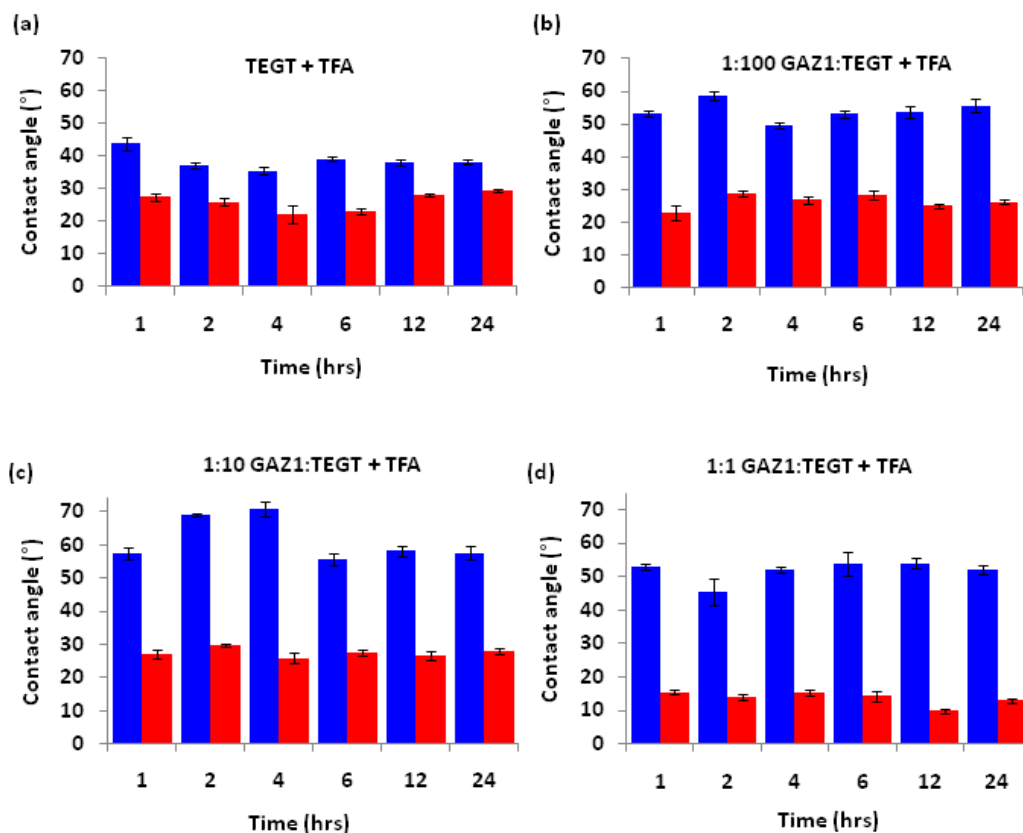 (a)
TEGT + TFA
Contact angle (°)
70
60
50
40
30
20
10
0
1 2 4 6 12 24
Time (hrs)
(b)
1:100 GAZ1:TEGT + TFA
Contact angle (°)
70
60
50
40
30
20
10
0
1 2 4 6 12 24
Time (hrs)
(c)
1:10 GAZ1:TEGT + TFA
Contact angle (°)
70
60
50
40
30
20
10
0
1 2 4 6 12 24
Time (hrs)
(d)
1:1 GAZ1:TEGT + TFA
Contact angle (°)
70
60
50
40
30
20
10
0
1 2 4 6 12 24
Time (hrs)